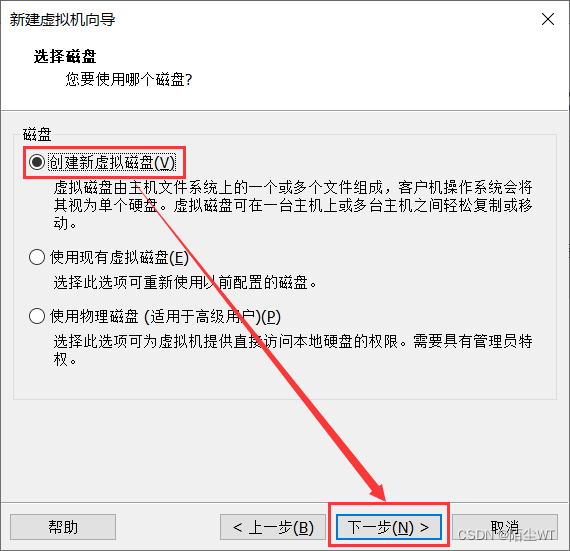 新建虚拟机向导
选择磁盘
您要使用哪个磁盘?
磁盘
创建新虚拟磁盘(V)
虚拟磁盘由主机文件系统上的一个或多个文件组成，客户机操作系统会将
其视为单个硬盘。虚拟磁盘可在一台主机上或多台主机之间轻松复制或移
动。
使用现有虚拟磁盘(E)
选择此选项可重新使用以前配置的磁盘。
使用物理磁盘 (适用于高级用户)(P)
选择此选项可为虚拟机提供直接访问本地硬盘的权限。需要具有管理员特
权。
帮助
< 上一步(B)
下一步(N) >
取消
CSDN @陌尘WT